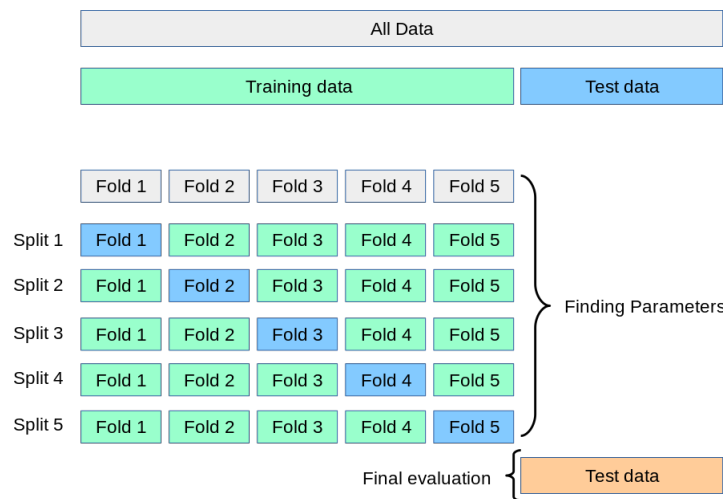 All Data
Training data Test data
Fold 1 Fold 2 Fold 3 Fold 4 Fold 5
Split 1 Fold 1 Fold 2 Fold 3 Fold 4 Fold 5
Split 2 Fold 1 Fold 2 Fold 3 Fold 4 Fold 5
Finding Parameters
Split 3 Fold 1 Fold 2 Fold 3 Fold 4 Fold 5
Split 4 Fold 1 Fold 2 Fold 3 Fold 4 Fold 5
Split 5 Fold 1 Fold 2 Fold 3 Fold 4 Fold 5
Final evaluation Test data